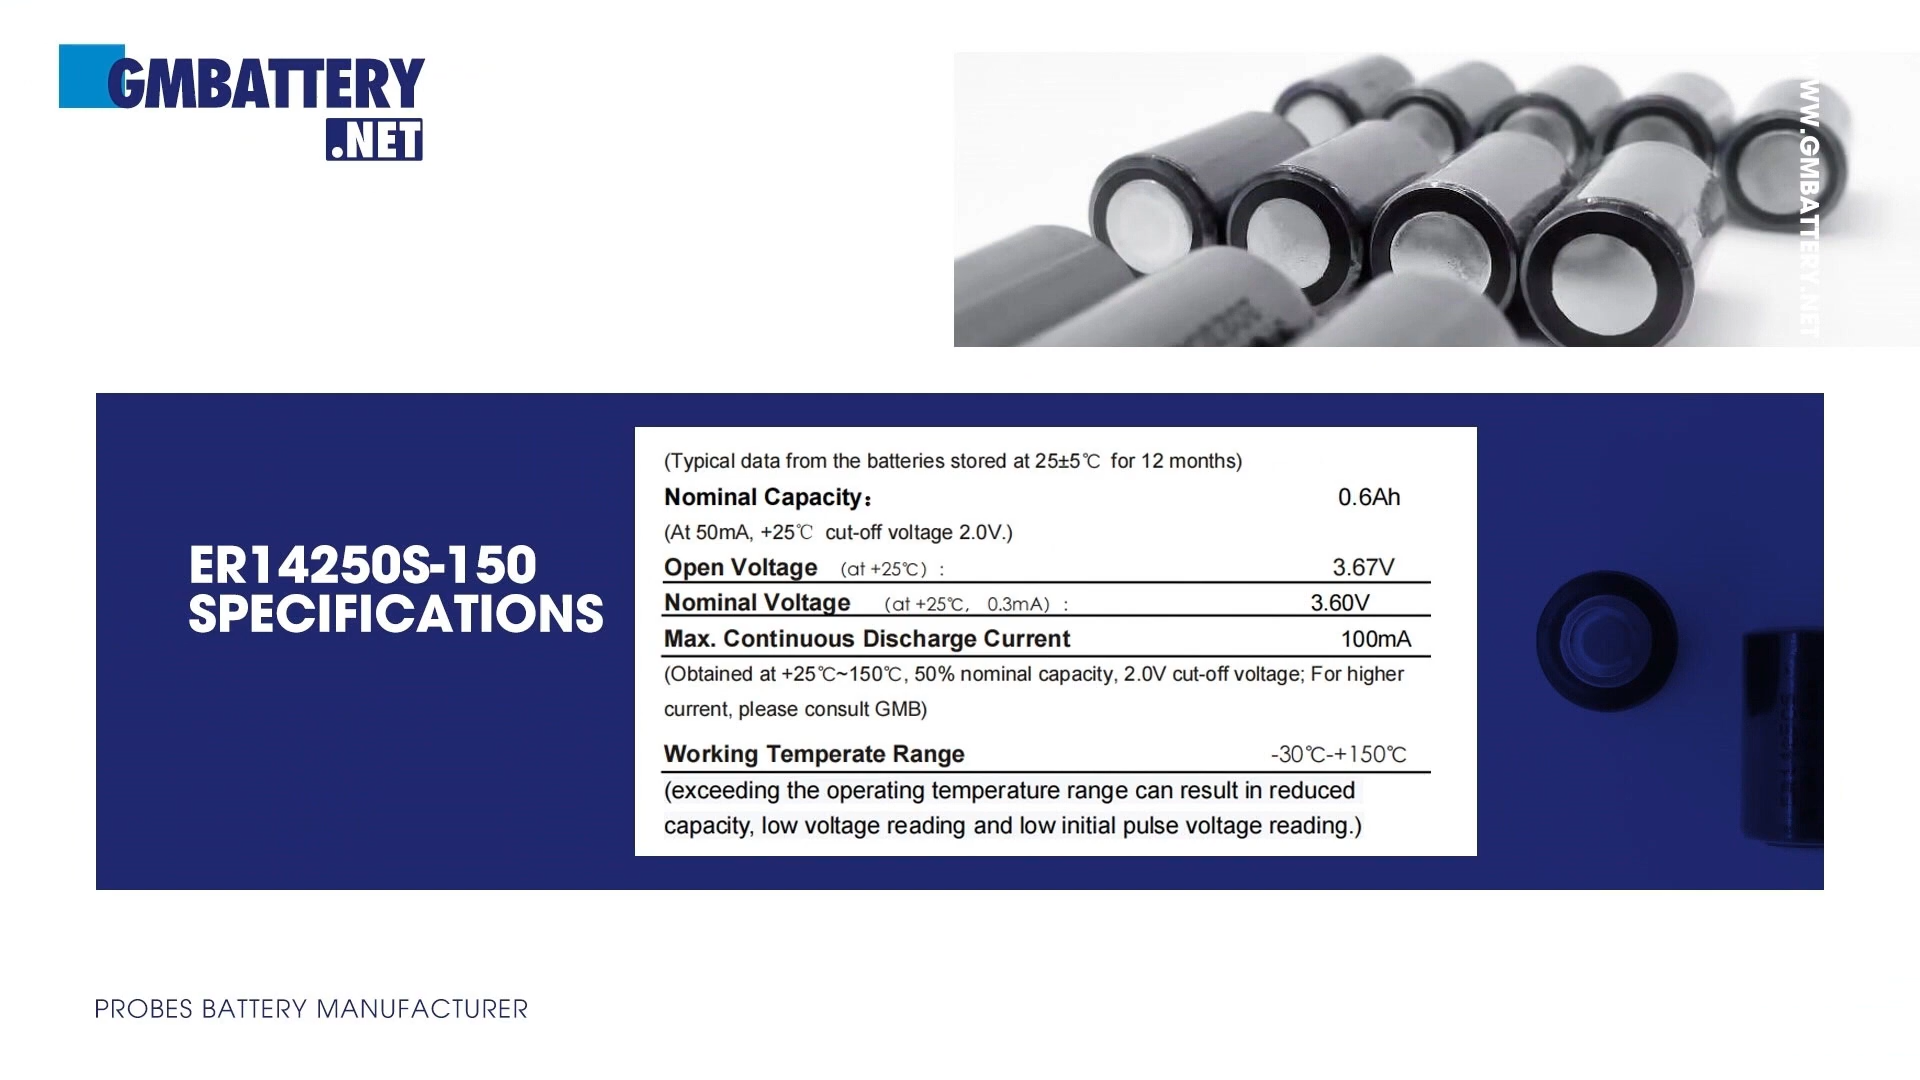 GMBATTERY
.NET
WWW.GMBATTERY.NET
ER14250S-150
SPECIFICATIONS
(Typical data from the batteries stored at 25±5℃ for 12 months)
Nominal Capacity： 0.6Ah
(At 50mA, +25℃ cut-off voltage 2.0V.)
Open Voltage (at +25℃) : 3.67V
Nominal Voltage (at +25℃, 0.3mA) : 3.60V
Max. Continuous Discharge Current 100mA
(Obtained at +25℃~150℃, 50% nominal capacity, 2.0V cut-off voltage; For higher
current, please consult GMB)
Working Temperate Range -30℃-+150℃
(exceeding the operating temperature range can result in reduced
capacity, low voltage reading and low initial pulse voltage reading.)
PROBES BATTERY MANUFACTURER